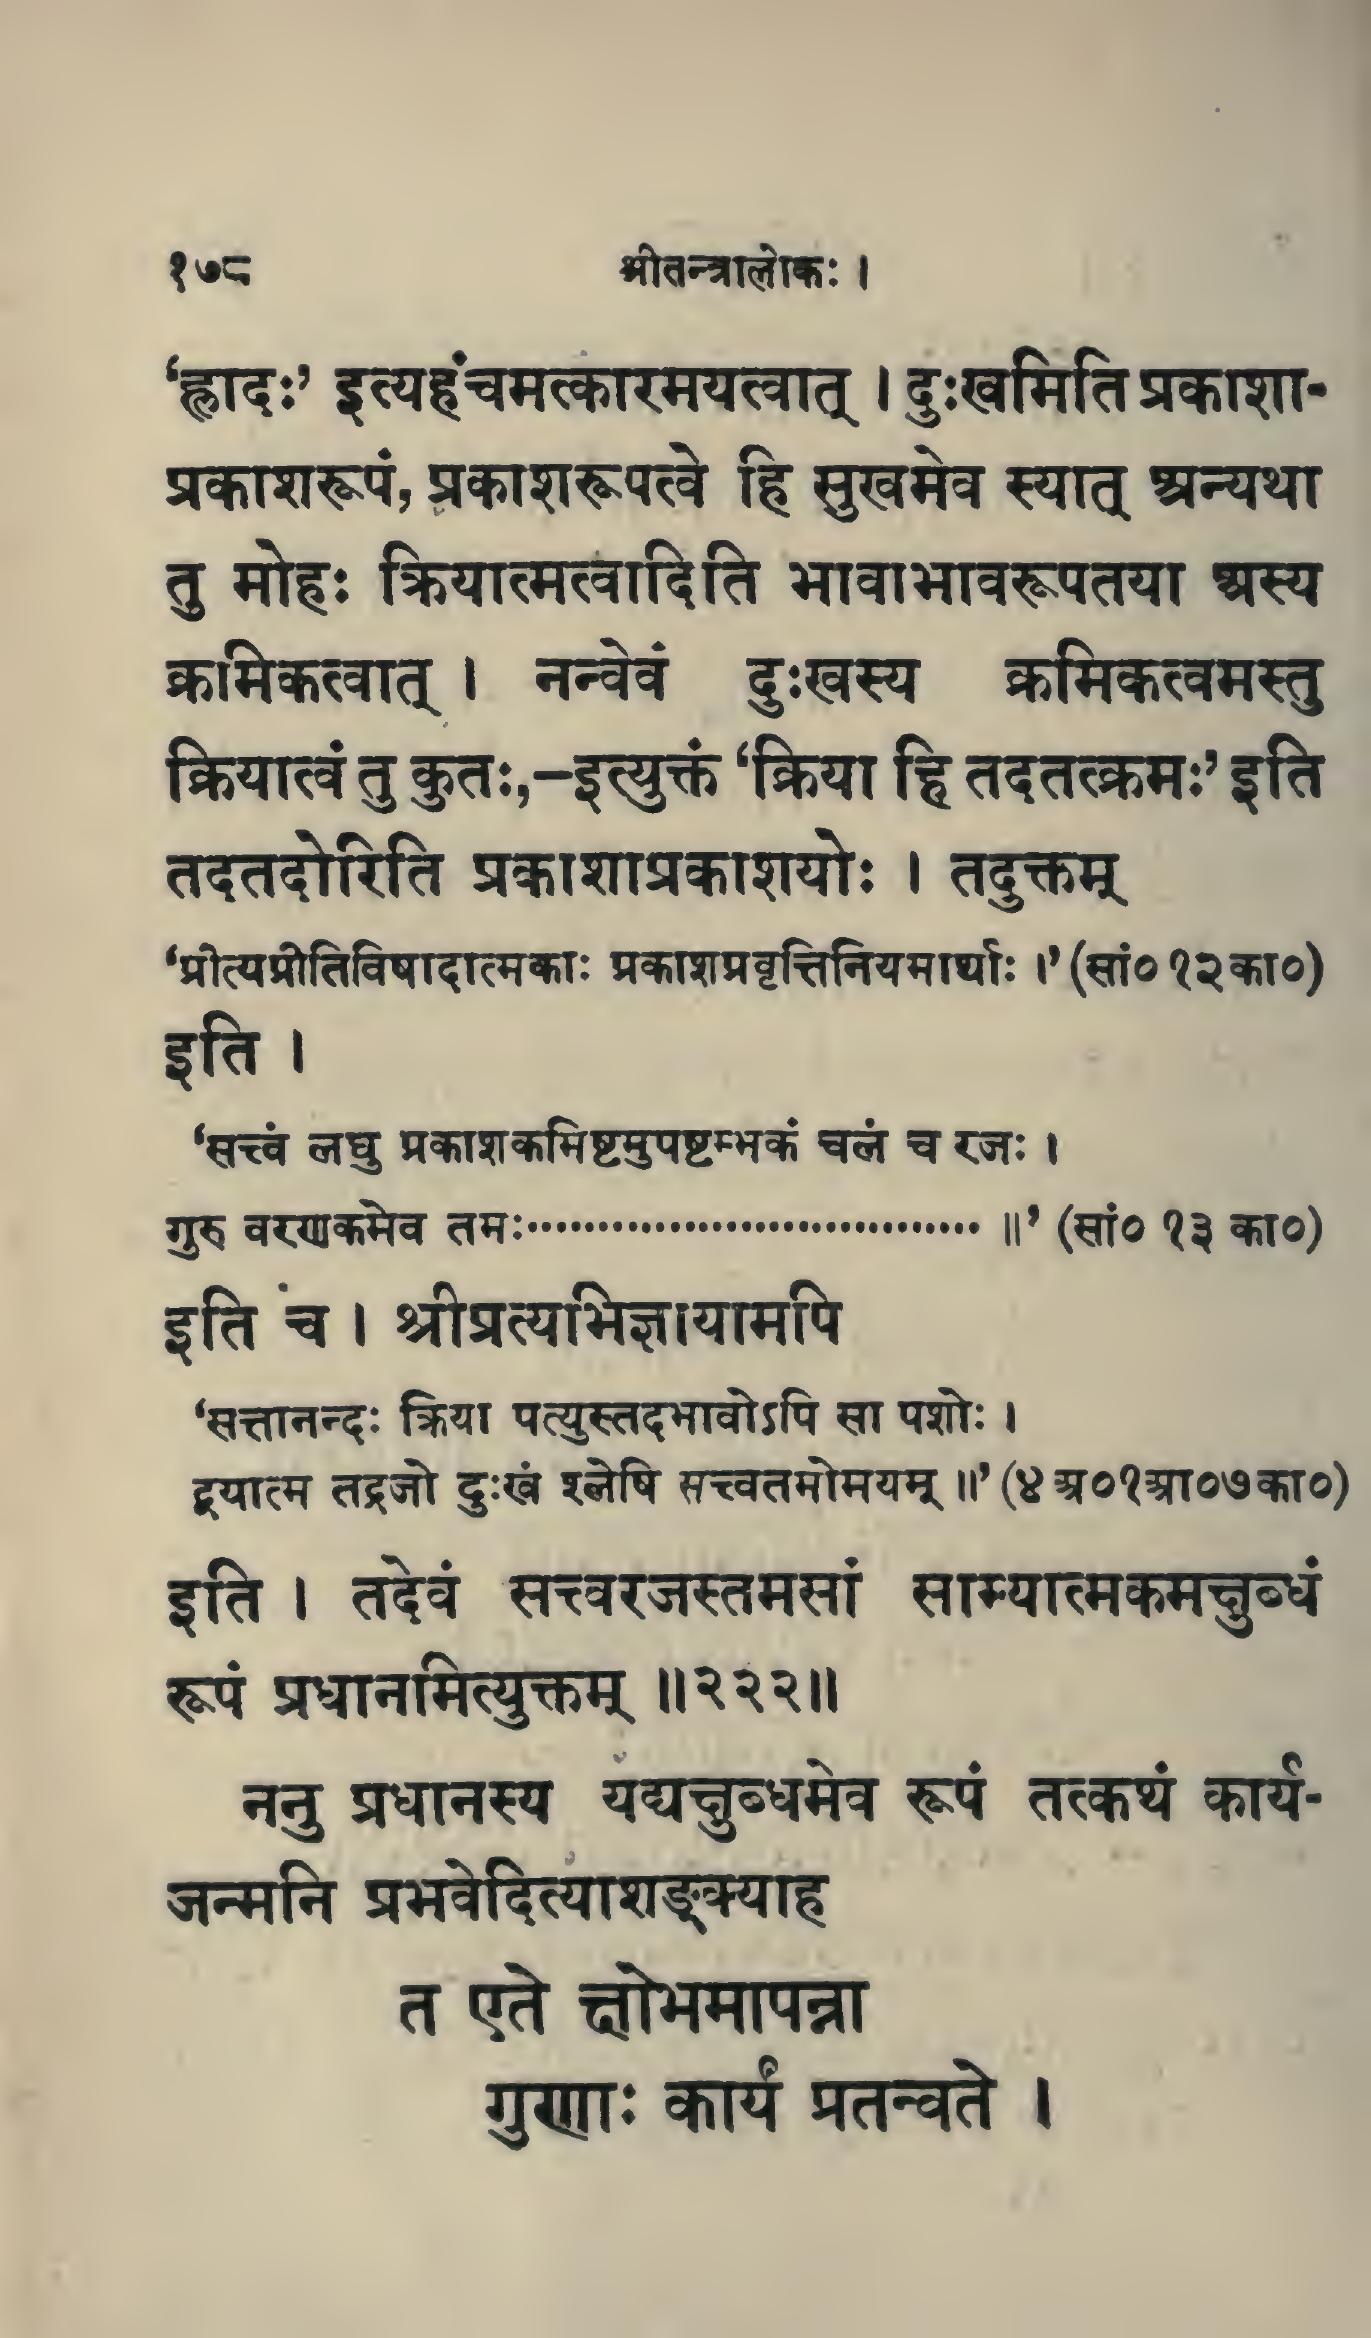 १७८ श्रीतन्त्रालोकः ।
‘ह्लादः’ इत्यहंचमत्कारमयत्वात् । दुःखमिति प्रकाशा-
प्रकाशरूपं, प्रकाशरूपत्वे हि सुखमेव स्यात् अन्यथा
तु मोहः क्रियात्मत्वादिति भावाभावरूपतया अस्य
क्रमिकत्वात् । नन्वेवं दुःखस्य क्रमिकत्वमस्तु
क्रियात्वं तु कुतः,–इत्युक्तं ‘क्रिया हि तदतत्क्रमः’ इति
तदतदोरिति प्रकाशाप्रकाशयोः । तदुक्तम्
‘प्रीत्यप्रीतिविषादात्मकाः प्रकाशप्रवृत्तिनियमार्थाः ।’ (सां० १२ का०)
इति ।
‘सत्त्वं लघु प्रकाशकमिष्टमुपष्टम्भकं चलं च रजः ।
गुरु वरणकमेव तमः································ ॥’ (सां० १३ का०)
इति च । श्रीप्रत्यभिज्ञायामपि
‘सत्तानन्दः क्रिया पत्युस्तदभावोऽपि सा पशोः ।
द्वयात्म तद्रजो दुःखं श्लेषि सत्त्वतमोमयम् ॥’ (४ अ० १ आ० ७ का०)
इति । तदेवं सत्त्वरजस्तमसां साम्यात्मकमक्षुब्धं
रूपं प्रधानमित्युक्तम् ॥२२२॥
ननु प्रधानस्य यद्यक्षुब्धमेव रूपं तत्कथं कार्य-
जन्मनि प्रभवेदित्याशङ्क्याह
त एते क्षोभमापन्ना
गुणाः कार्यं प्रतन्वते ।